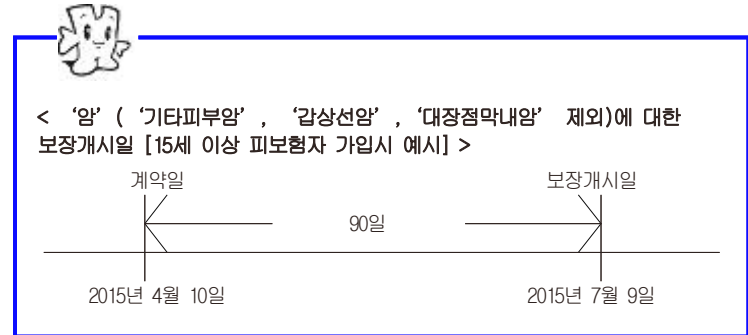 < ‘암’ ( ‘기타피부암’ , ‘갑상선암’ , ‘대장점막내암’ 제외)에 대한
보장개시일 [15세 이상 피보험자 가입시 예시] >
계약일 보장개시일
90일
2015년 4월 10일 2015년 7월 9일